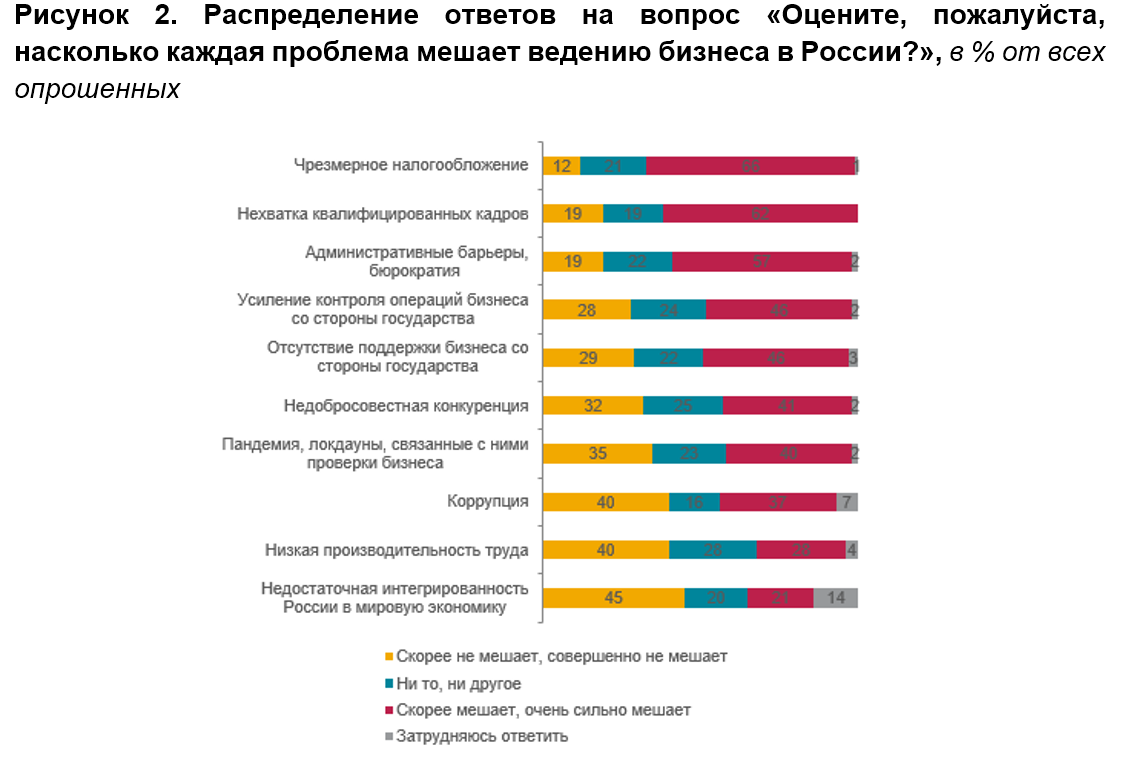 Рисунок 2. Распределение ответов на вопрос «Оцените, пожалуйста,
насколько каждая проблема мешает ведению бизнеса в России?», в % от всех
опрошенных
Чрезмерное налогообложение 12 21 66 1
Нехватка квалифицированных кадров 19 19 62
Административные барьеры,
бюрократия 19 22 57 2
Усиление контроля операций бизнеса
со стороны государства 28 24 46 2
Отсутствие поддержки бизнеса со
стороны государства 29 22 46 3
Недобросовестная конкуренция 32 25 41 2
Пандемия, локдауны, связанные с ними
проверки бизнеса 35 23 40 2
Коррупция 40 16 37 7
Низкая производительность труда 40 28 28 4
Недостаточная интегрированность
России в мировую экономику 45 20 21 14
Скорее не мешает, совершенно не мешает
Ни то, ни другое
Скорее мешает, очень сильно мешает
Затрудняюсь ответить